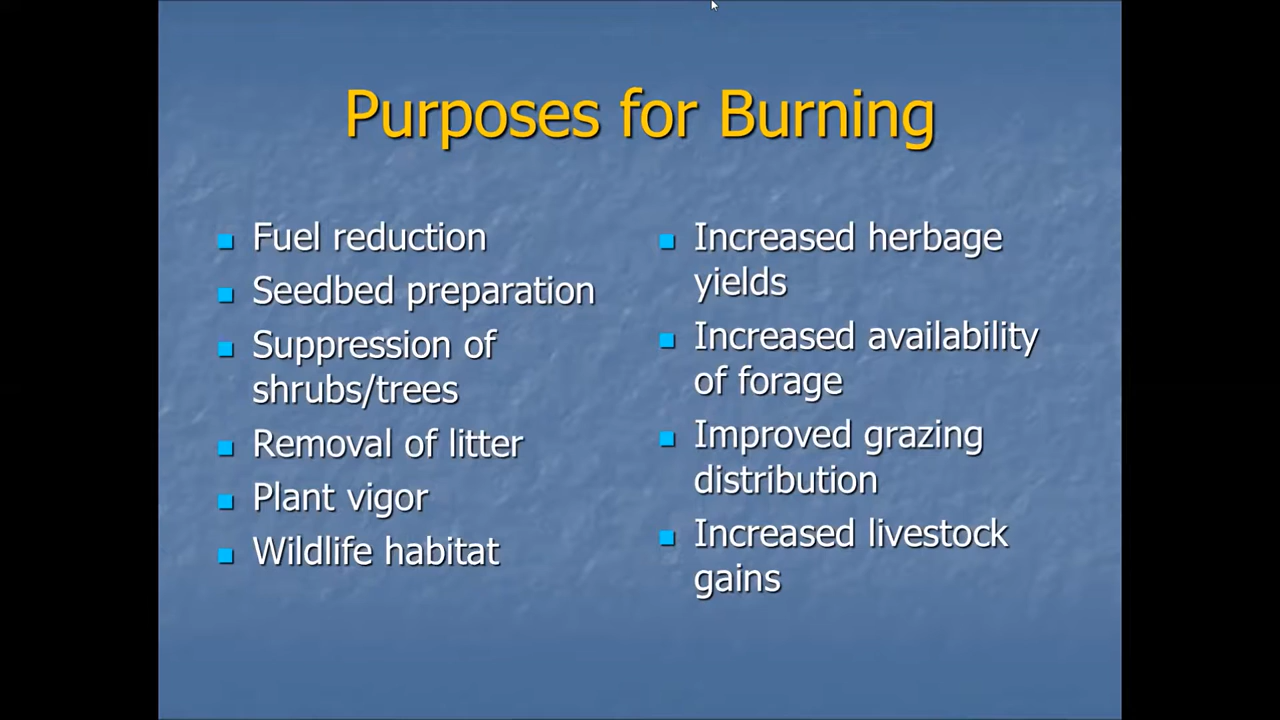 Purposes for Burning
Fuel reduction
Seedbed preparation
Suppression of
shrubs/trees
Removal of litter
Plant vigor
Wildlife habitat
Increased herbage
yields
Increased availability
of forage
Improved grazing
distribution
Increased livestock
gains